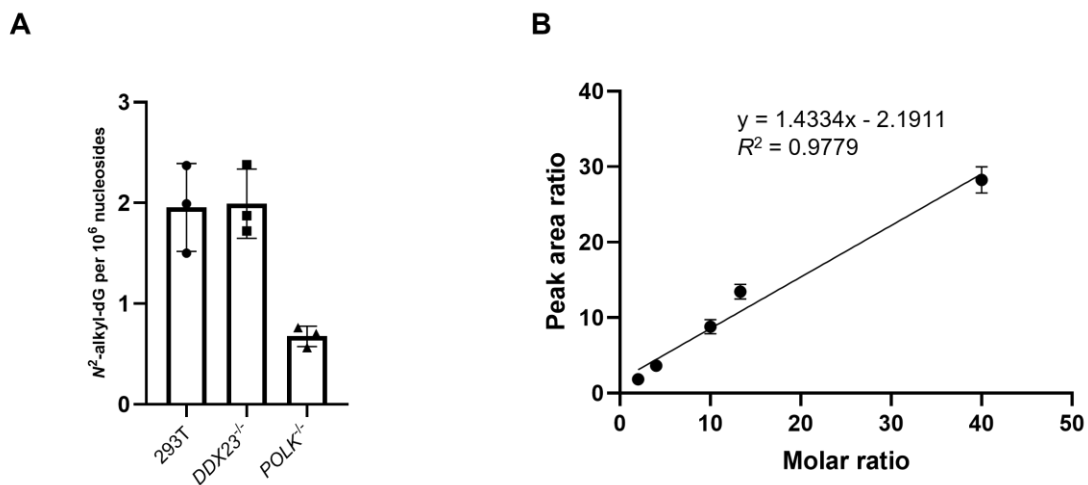 A
B
N²-alkyl-dG per 10⁶ nucleosides
3
2
1
0
293T
DDX23⁻/⁻
POLK⁻/⁻
Peak area ratio
40
30
20
10
0
y = 1.4334x - 2.1911
R² = 0.9779
0 10 20 30 40 50
Molar ratio